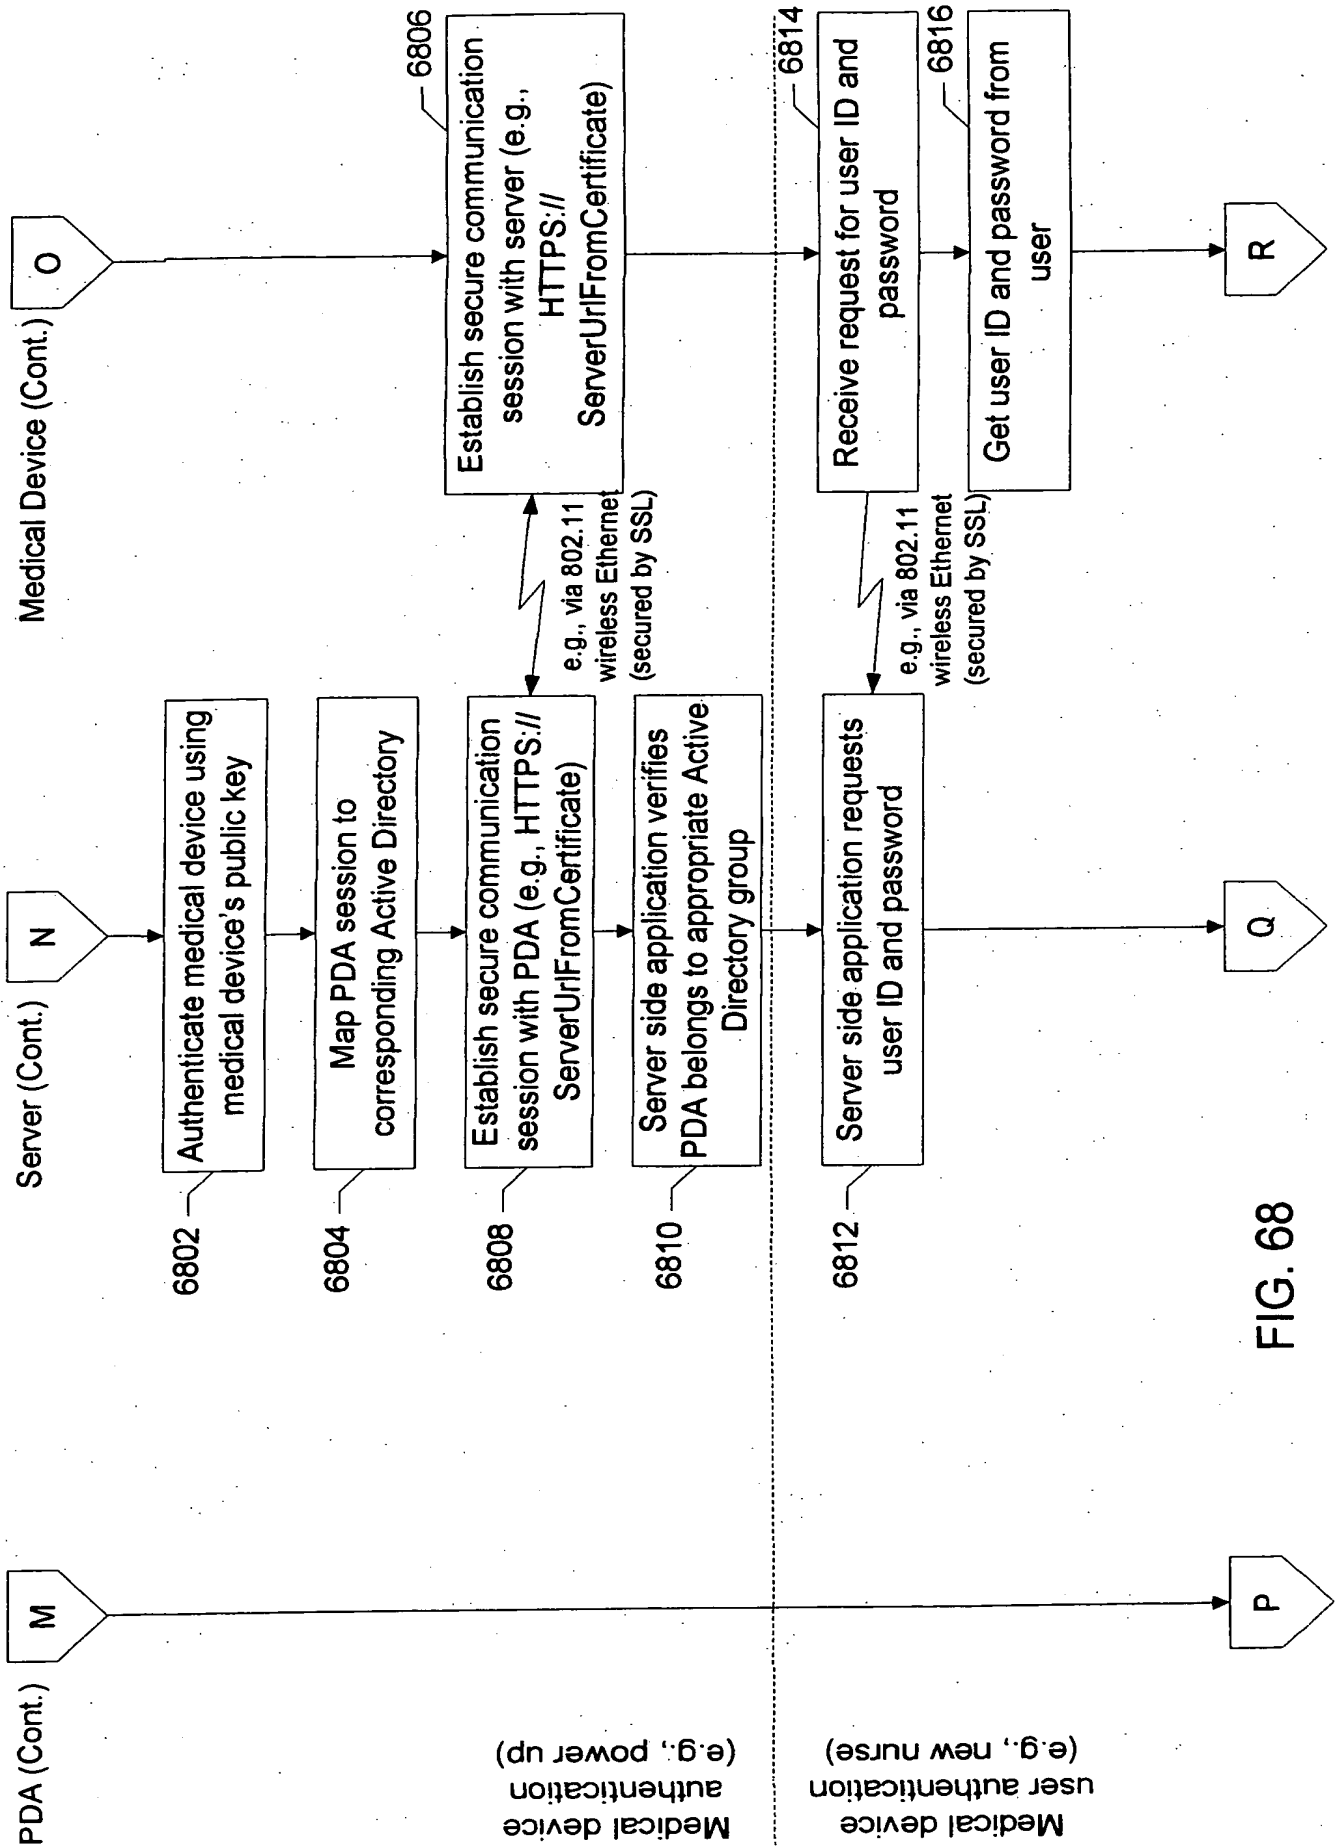 PDA (Cont.)
M
Server (Cont.)
N
Medical Device (Cont.)
O
6802
Authenticate medical device using
medical device's public key
6804
Map PDA session to
corresponding Active Directory
6806
Establish secure communication
session with server (e.g.,
HTTPS://
ServerUrlFromCertificate)
6808
Establish secure communication
session with PDA (e.g., HTTPS://
ServerUrlFromCertificate)
e.g., via 802.11
wireless Ethernet
(secured by SSL)
6810
Server side application verifies
PDA belongs to appropriate Active
Directory group
Medical device
authentication
(e.g., power up)
6812
Server side application requests
user ID and password
e.g., via 802.11
wireless Ethernet
(secured by SSL)
6814
Receive request for user ID and
password
6816
Get user ID and password from
user
Medical device
user authentication
(e.g., new nurse)
P
Q
R
FIG. 68